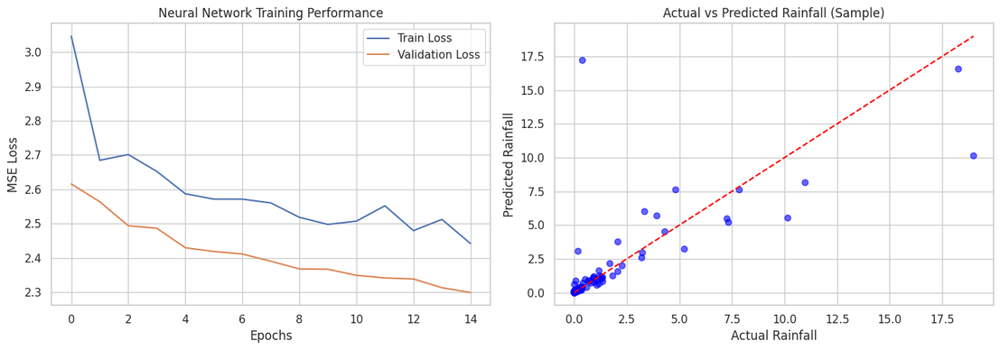 Neural Network Training Performance
Train Loss
Validation Loss
MSE Loss
3.0
2.9
2.8
2.7
2.6
2.5
2.4
2.3
0 2 4 6 8 10 12 14
Epochs
Actual vs Predicted Rainfall (Sample)
Predicted Rainfall
17.5
15.0
12.5
10.0
7.5
5.0
2.5
0.0
0.0 2.5 5.0 7.5 10.0 12.5 15.0 17.5
Actual Rainfall